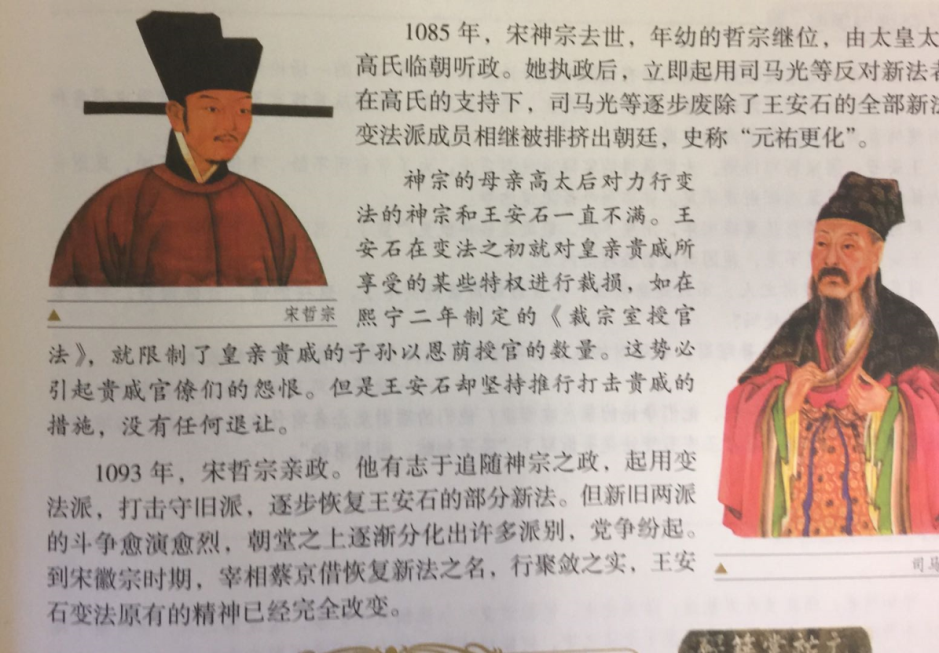 1085 年，宋神宗去世，年幼的哲宗继位，由太皇太
高氏临朝听政。她执政后，立即起用司马光等反对新法者
在高氏的支持下，司马光等逐步废除了王安石的全部新法
变法派成员相继被排挤出朝廷，史称“元祐更化”。
神宗的母亲高太后对力行变
法的神宗和王安石一直不满。王
安石在变法之初就对皇亲贵戚所
享受的某些特权进行裁损，如在
熙宁二年制定的《裁宗室授官
法》，就限制了皇亲贵戚的子孙以恩荫授官的数量。这势必
引起贵戚官僚们的怨恨。但是王安石却坚持推行打击贵戚的
措施，没有任何退让。
▲ 宋哲宗
1093 年，宋哲宗亲政。他有志于追随神宗之政，起用变
法派，打击守旧派，逐步恢复王安石的部分新法。但新旧两派
的斗争愈演愈烈，朝堂之上逐渐分化出许多派别，党争纷起。
到宋徽宗时期，宰相蔡京借恢复新法之名，行聚敛之实，王安
石变法原有的精神已经完全改变。
▲ 司马